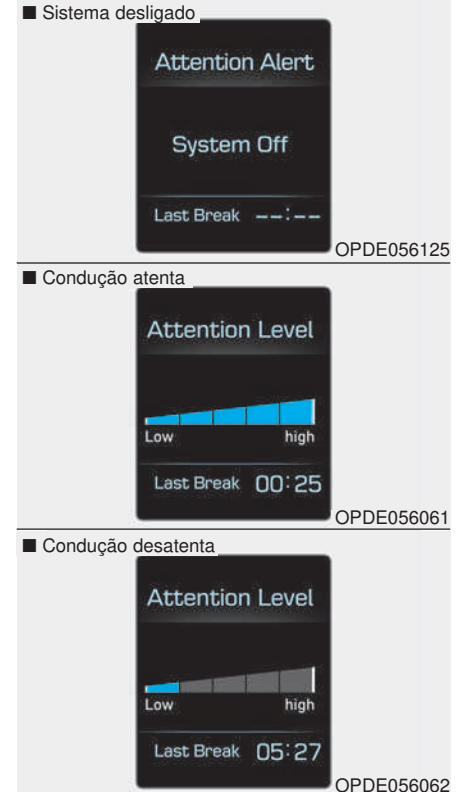 ■ Sistema desligado
Attention Alert
System Off
Last Break --:--
OPDE056125
■ Condução atenta
Attention Level
Low high
Last Break 00:25
OPDE056061
■ Condução desatenta
Attention Level
Low high
Last Break 05:27
OPDE056062